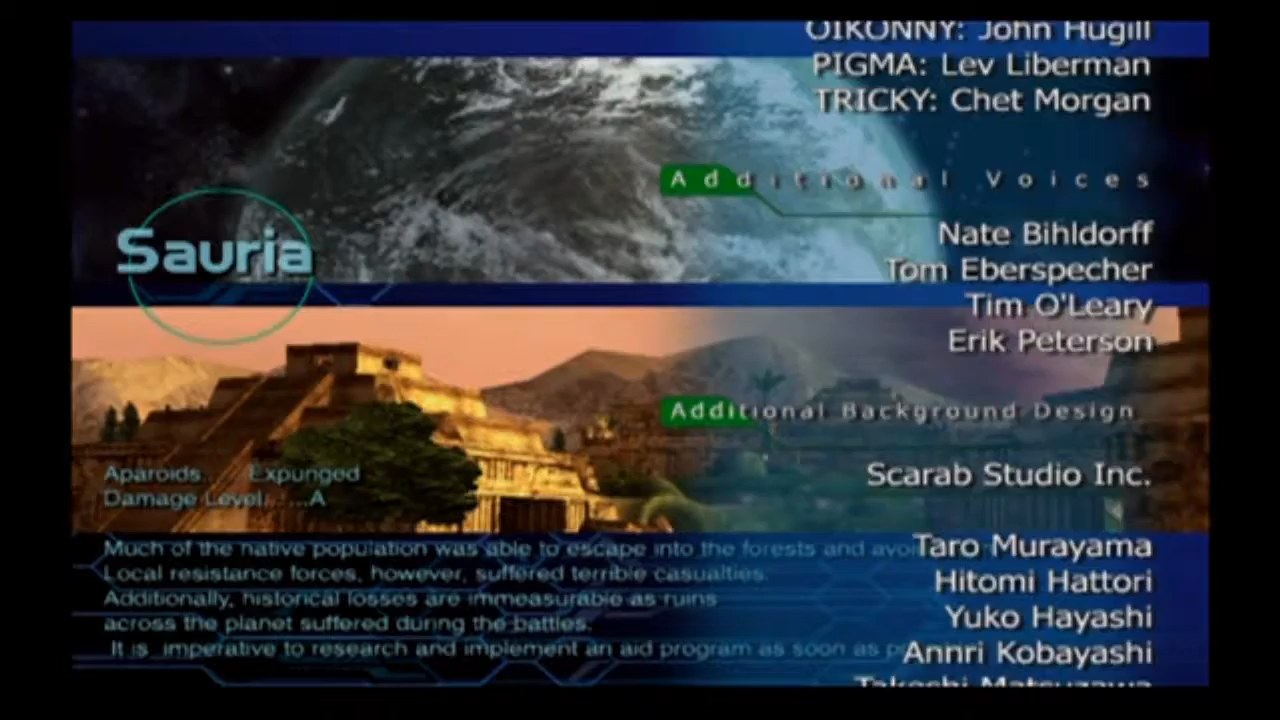 OIKONNY: John Hugill
PIGMA: Lev Liberman
TRICKY: Chet Morgan
Additional Voices
Nate Bihldorff
Tom Eberspecher
Tim O'Leary
Erik Peterson
Additional Background Design
Scarab Studio Inc.
Taro Murayama
Hitomi Hattori
Yuko Hayashi
Annri Kobayashi
Takeshi Matsuzawa
Sauria
Aparoids... Expunged
Damage Level......A
Much of the native population was able to escape into the forests and
Local resistance forces, however, suffered terrible casualties.
Additionally, historical losses are immeasurable as ruins
across the planet suffered during the battles.
It is imperative to research and implement an aid program as soon as